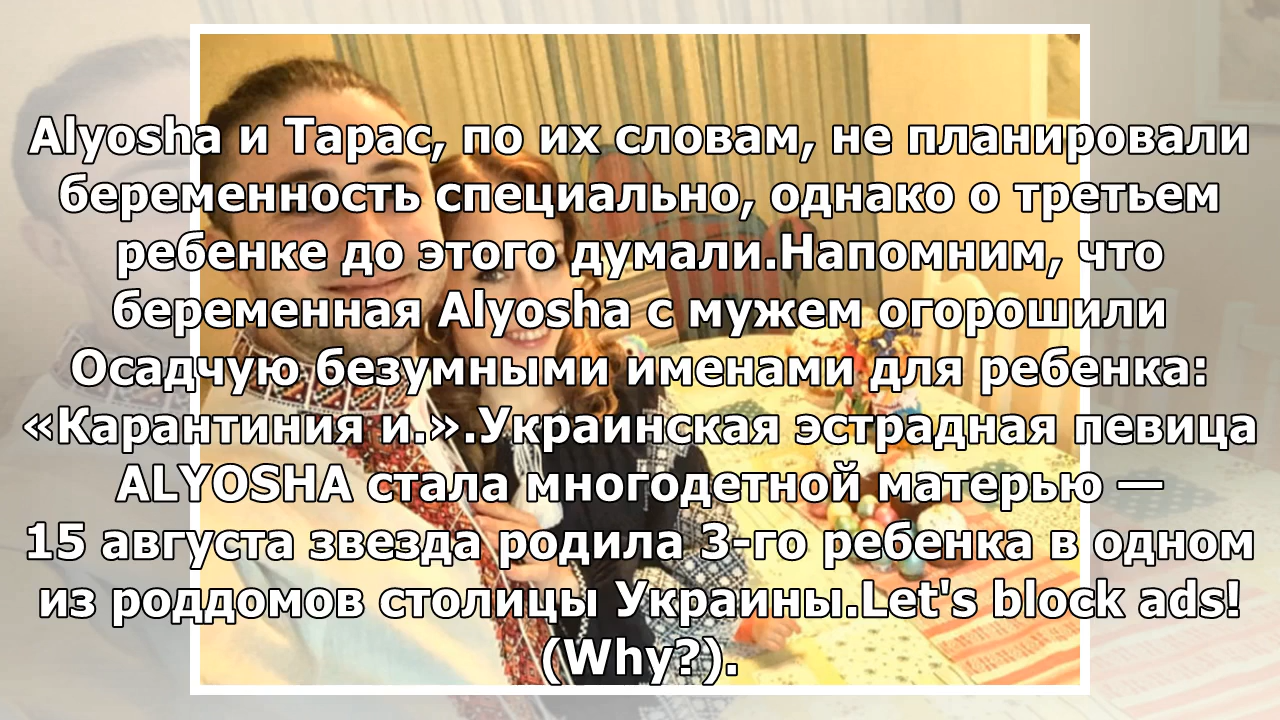 Alyosha и Тарас, по их словам, не планировали
беременность специально, однако о третьем
ребенке до этого думали.Напомним, что
беременная Alyosha с мужем огорошили
Осадчую безумными именами для ребенка:
«Карантиния и.».Украинская эстрадная певица
ALYOSHA стала многодетной матерью —
15 августа звезда родила 3-го ребенка в одном
из роддомов столицы Украины.Let's block ads!
(Why?).